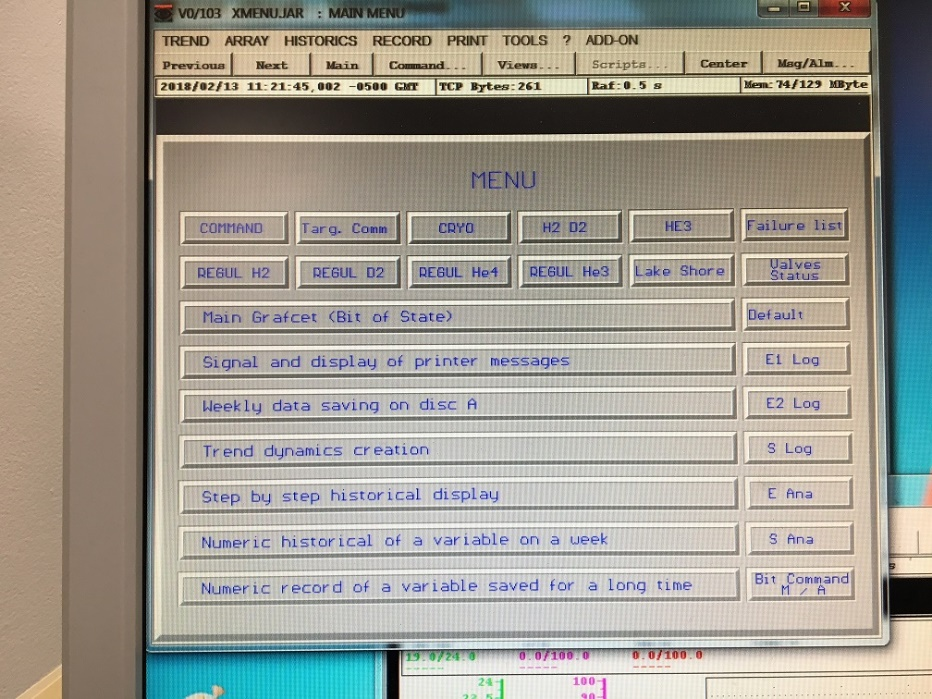 V0/103 XMENU.JAR : MAIN MENU
TREND ARRAY HISTORICS RECORD PRINT TOOLS ? ADD-ON
Previous Next Main Command... Views... Scripts... Center Msg/Alm...
2018/02/13 11:21:45,002 -0500 GMT TCP Bytes:261 Raf:0.5 s Mem:74/129 MByte
MENU
COMMAND Targ. Comm CRYO H2 D2 HE3 Failure list
REGUL H2 REGUL D2 REGUL He4 REGUL He3 Lake Shore Valves Status
Main Grafcet (Bit of State) Default
Signal and display of printer messages E1 Log
Weekly data saving on disc A E2 Log
Trend dynamics creation S Log
Step by step historical display E Ana
Numeric historical of a variable on a week S Ana
Numeric record of a variable saved for a long time Bit Command M / A
19.0/24.0 0.0/100.0 0.0/100.0
24 100